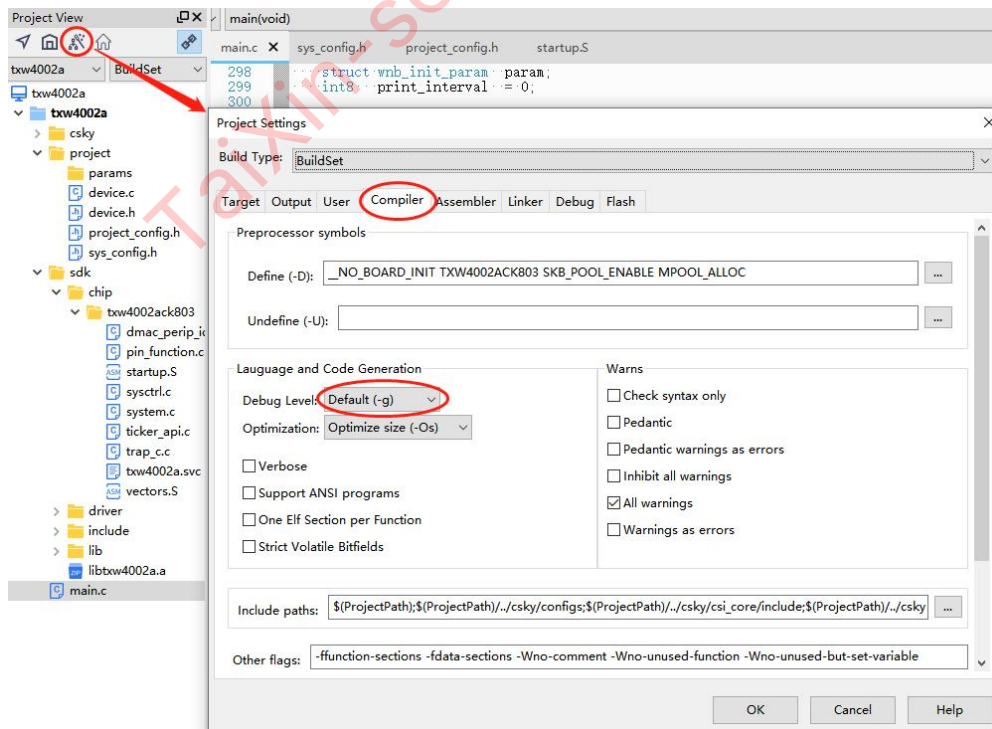 Project View
main(void)
main.c
sys_config.h
project_config.h
startup.S
txw4002a
BuildSet
298 struct wnb_init_param param;
299 int8 print_interval = 0;
300
txw4002a
txw4002a
csky
project
params
device.c
device.h
project_config.h
sys_config.h
sdk
chip
txw4002ack803
dmac_perip_ic
pin_function.c
startup.S
sysctrl.c
system.c
ticker_api.c
trap_c.c
txw4002a.svc
vectors.S
driver
include
lib
libtxw4002a.a
main.c
Project Settings
Build Type: BuildSet
Target Output User Compiler Assembler Linker Debug Flash
Preprocessor symbols
Define (-D): __NO_BOARD_INIT TXW4002ACK803 SKB_POOL_ENABLE MPOOL_ALLOC ...
Undefine (-U): ...
Lauguage and Code Generation
Debug Level: Default (-g)
Optimization: Optimize size (-Os)
Verbose
Support ANSI programs
One Elf Section per Function
Strict Volatile Bitfields
Warns
Check syntax only
Pedantic
Pedantic warnings as errors
Inhibit all warnings
All warnings
Warnings as errors
Include paths: $(ProjectPath);$(ProjectPath)/../csky/configs;$(ProjectPath)/../csky/csi_core/include;$(ProjectPath)/../csky ...
Other flags: -ffunction-sections -fdata-sections -Wno-comment -Wno-unused-function -Wno-unused-but-set-variable
OK Cancel Help